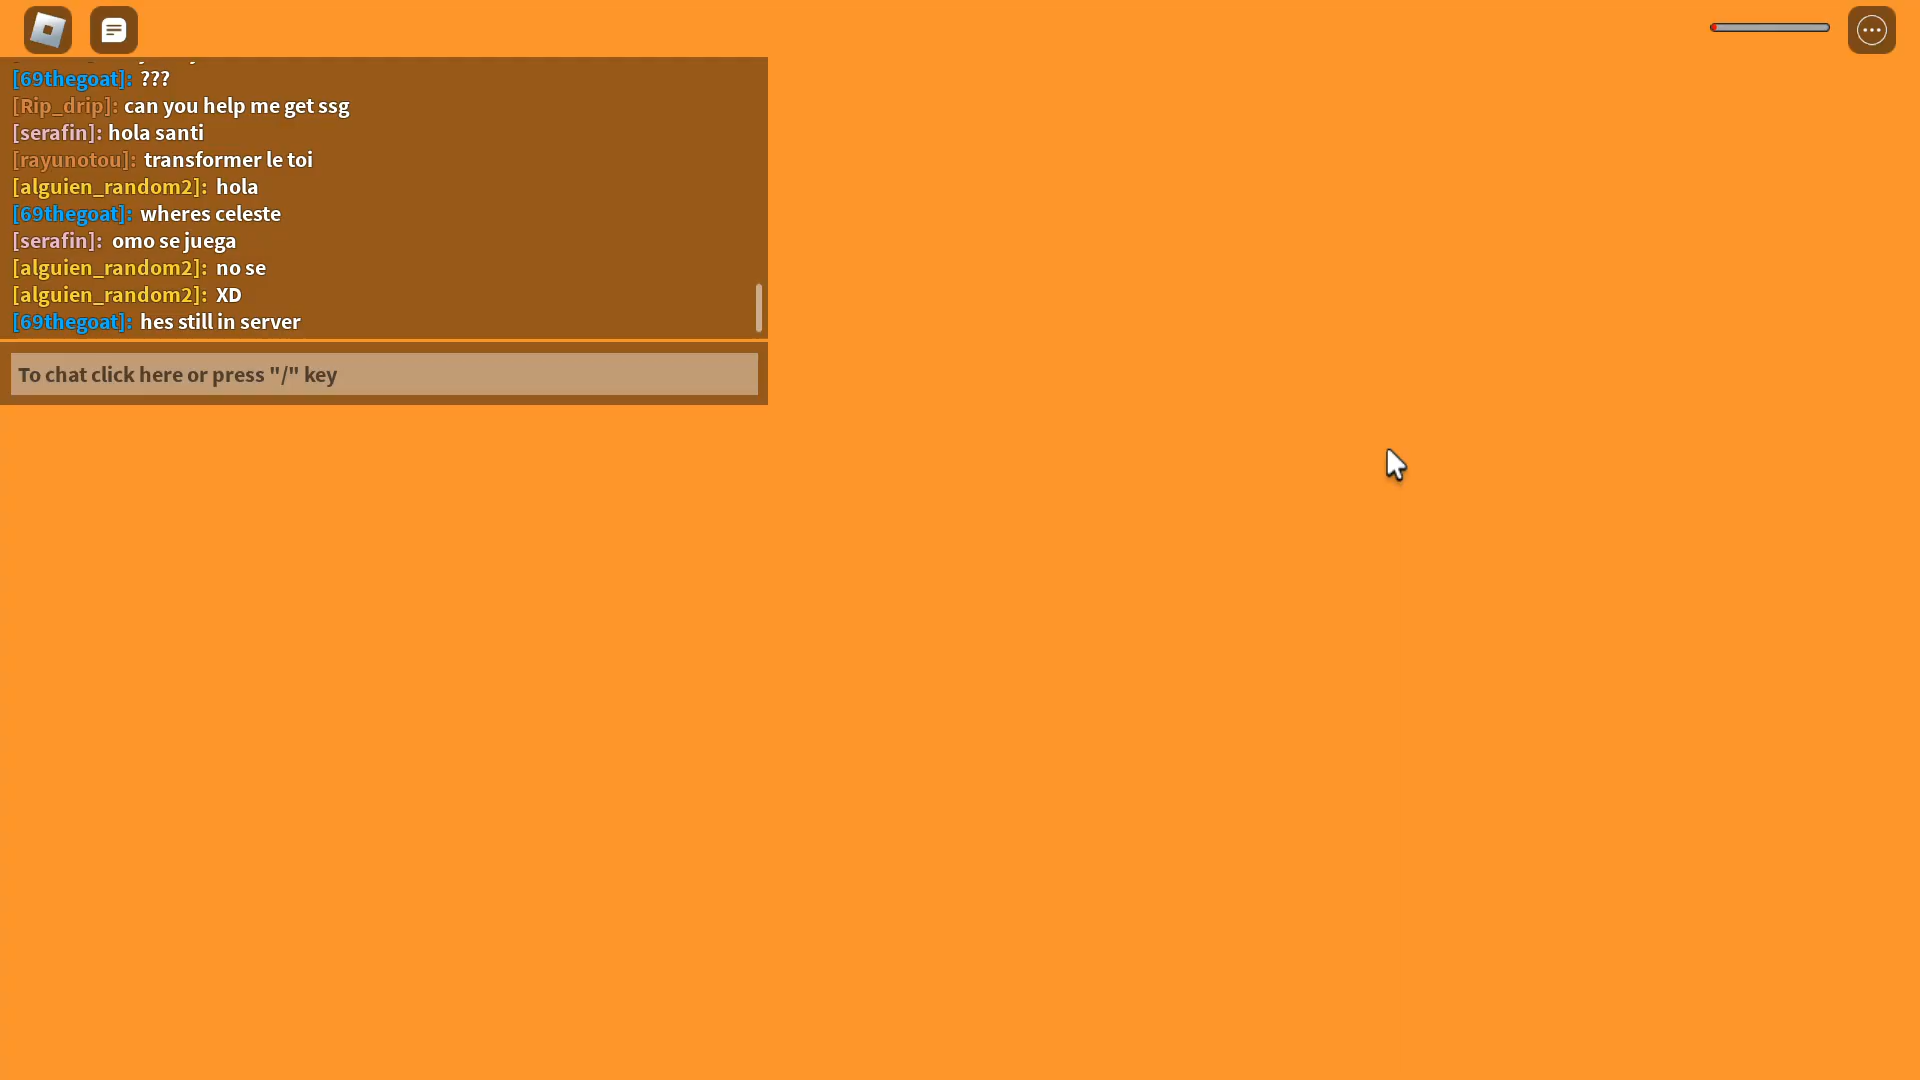 [69thegoat]: ???
[Rip_drip]: can you help me get ssg
[serafin]: hola santi
[rayunotou]: transformer le toi
[alguien_random2]: hola
[69thegoat]: wheres celeste
[serafin]: omo se juega
[alguien_random2]: no se
[alguien_random2]: XD
[69thegoat]: hes still in server
To chat click here or press "/" key